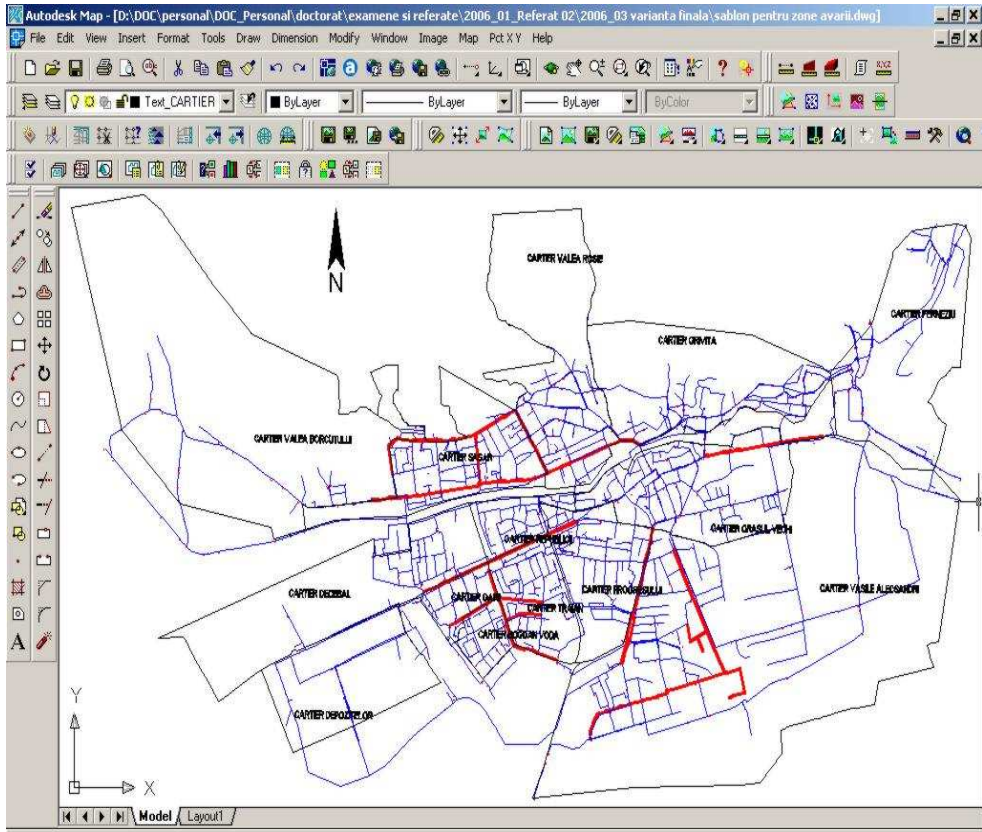 Autodesk Map - [D:\DOC\personal\DOC_Personal\doctorat\examene si referate\2006_01_Referat 02\2006_03 varianta finala\sablon pentru zone avarii.dwg]
File Edit View Insert Format Tools Draw Dimension Modify Window Image Map Pct X Y Help
Text_CARTIER ByLayer ByLayer ByLayer ByColor
N
CARTIER VALEA ROSIE
CARTIER FERNEZIU
CARTIER GRIVITA
CARTIER VALEA BORCUTULUI
CARTIER SASAR
CARTIER GRASUL VECHI
CARTIER REPUBLICII
CARTIER DECEBAL
CARTIER PROGRESULUI
CARTIER VASILE ALECSANDRI
CARTIER
CARTIER TRAIAN
CARTIER BOGDAN VODA
CARTIER DEPOZITELOR
A
Y
X
Model Layout1